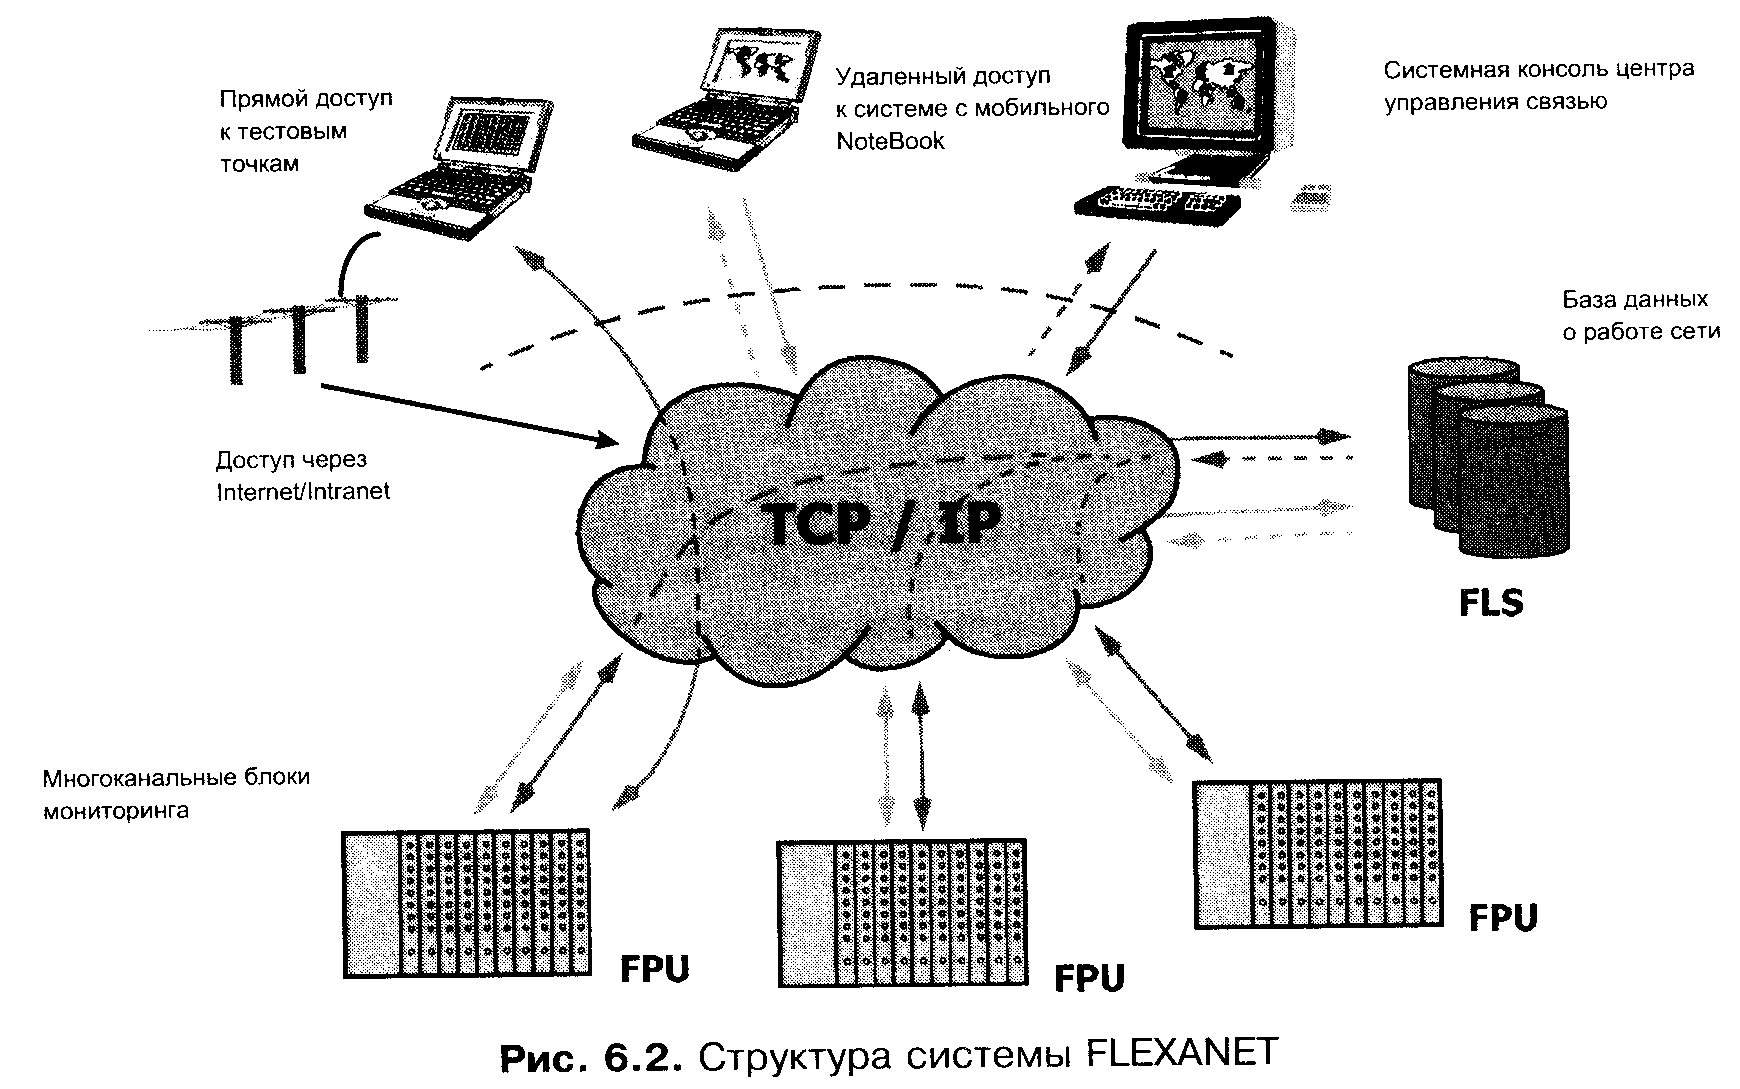 Прямой доступ
к тестовым
точкам
Удаленный доступ
к системе с мобильного
NoteBook
Системная консоль центра
управления связью
База данных
о работе сети
Доступ через
Internet/Intranet
TCP / IP
FLS
Многоканальные блоки
мониторинга
FPU
FPU
FPU
Рис. 6.2. Структура системы FLEXANET